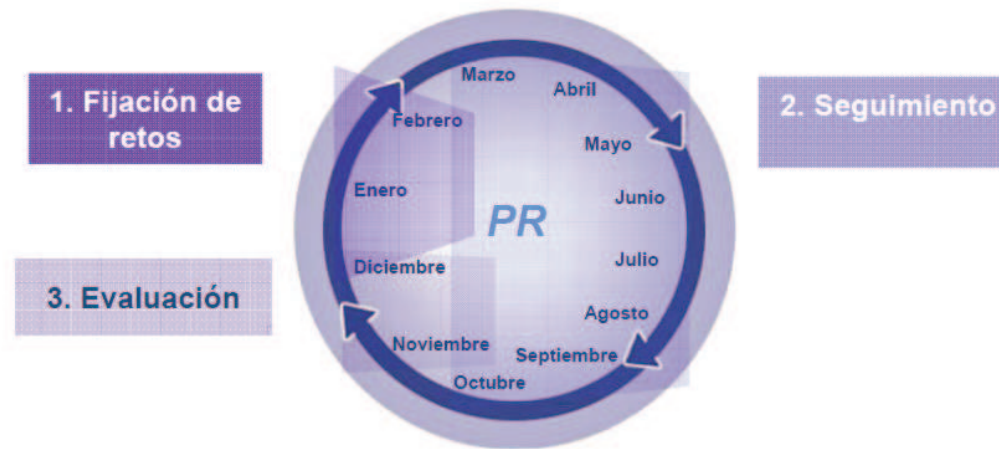 1. Fijación de
retos
2. Seguimiento
3. Evaluación
PR
Enero
Febrero
Marzo
Abril
Mayo
Junio
Julio
Agosto
Septiembre
Octubre
Noviembre
Diciembre